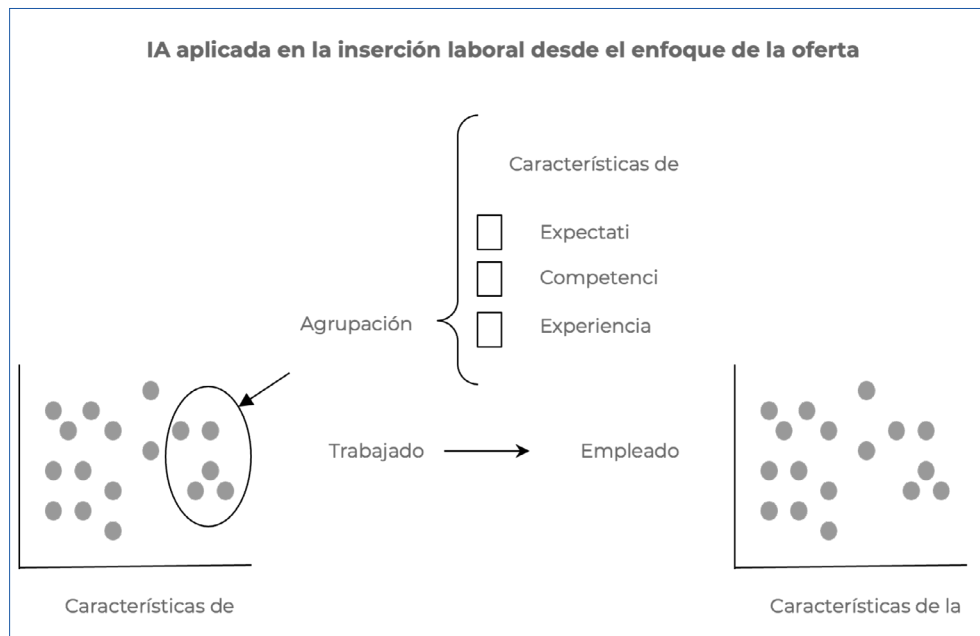 IA aplicada en la inserción laboral desde el enfoque de la oferta
Características de
Expectati
Competenci
Experiencia
Agrupación
Trabajado
Empleado
Características de
Características de la